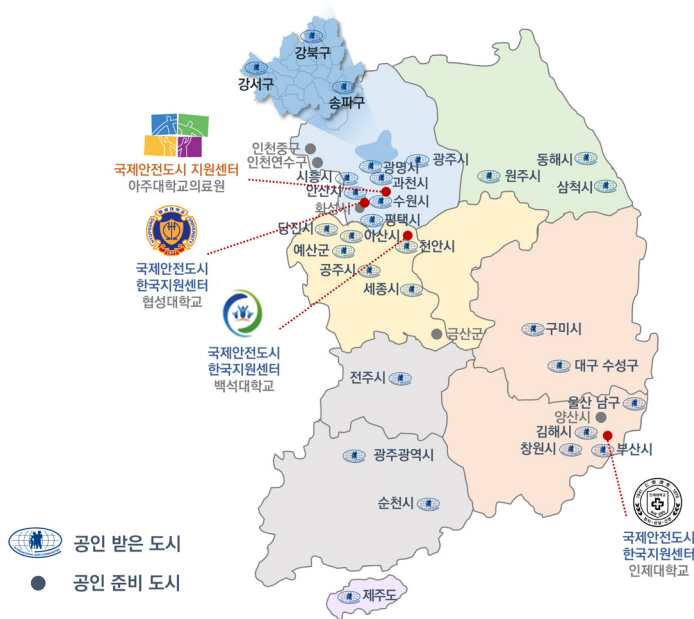 강북구
강서구
송파구
인천중구
인천연수구
광명시
광주시
시흥시
과천시
안산시
수원시
화성시
평택시
원주시
동해시
삼척시
국제안전도시 지원센터
아주대학교의료원
당진시
아산시
천안시
예산군
공주시
세종시
금산군
국제안전도시
한국지원센터
협성대학교
국제안전도시
한국지원센터
백석대학교
구미시
대구 수성구
전주시
울산 남구
양산시
김해시
창원시
부산시
광주광역시
순천시
제주도
국제안전도시
한국지원센터
인제대학교
공인 받은 도시
공인 준비 도시